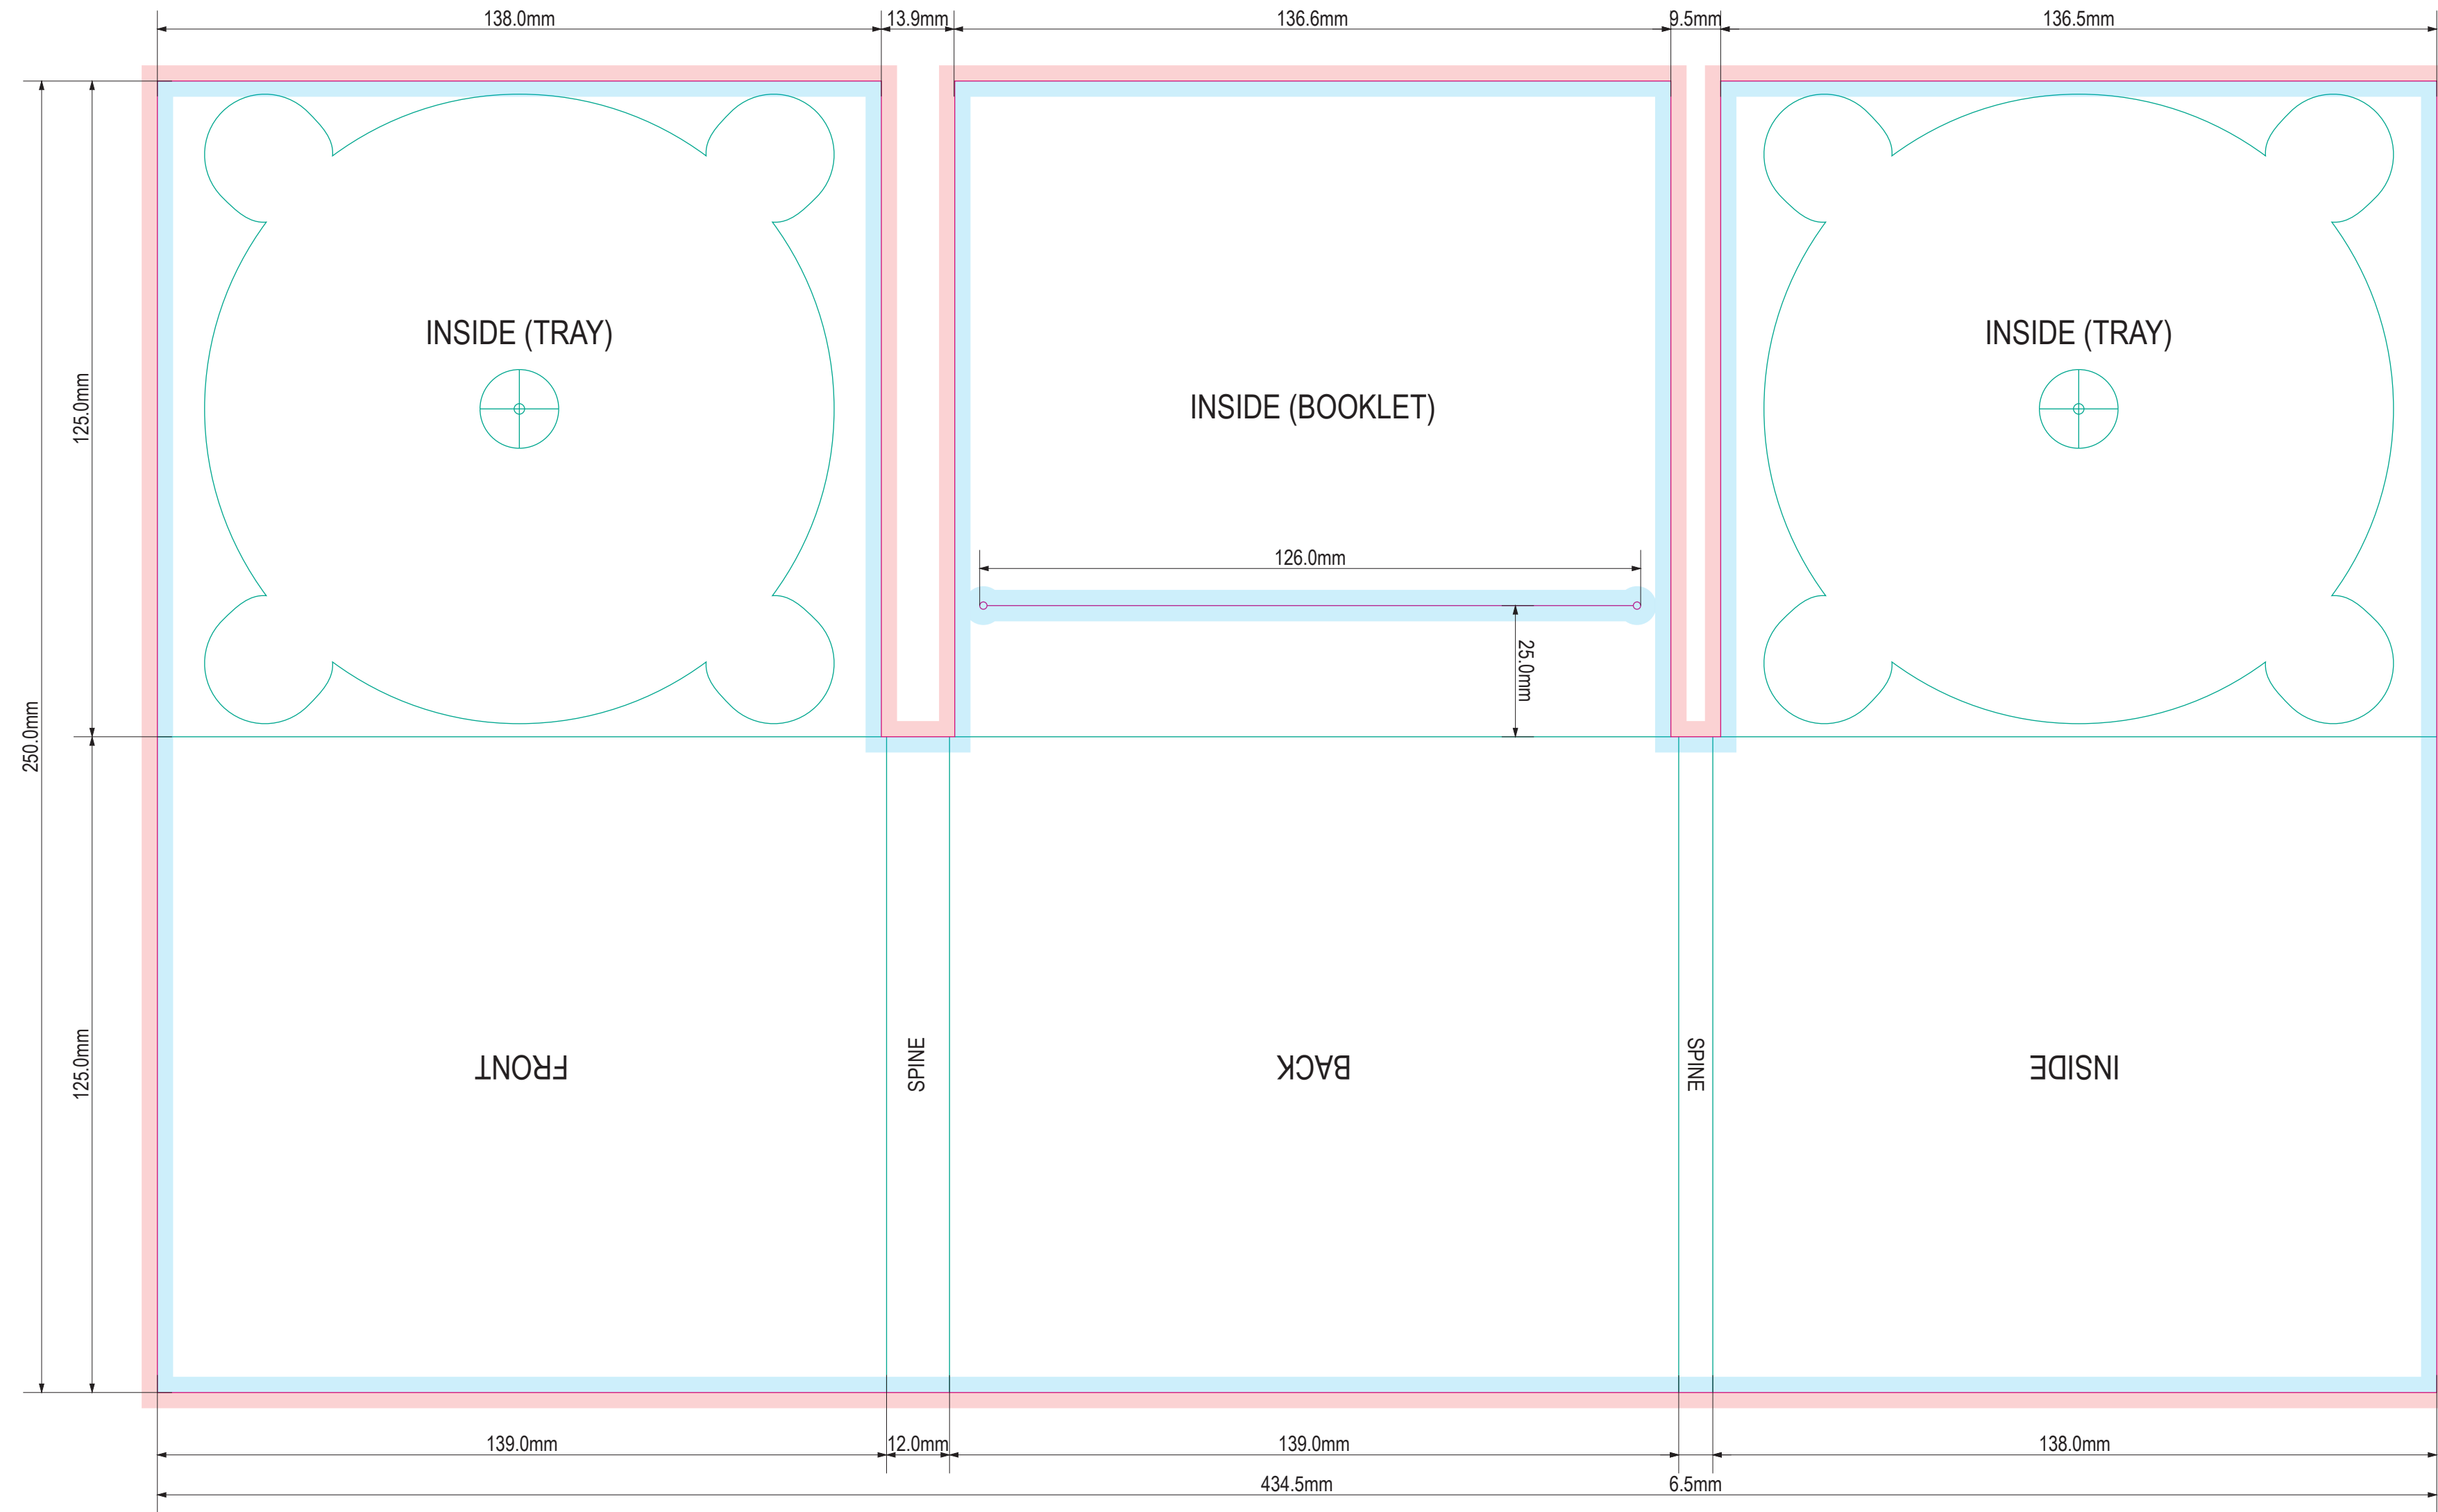 138.0mm
13.9mm
136.6mm
9.5mm
136.5mm
INSIDE (TRAY)
INSIDE (TRAY)
125.0mm
INSIDE (BOOKLET)
126.0mm
25.0mm
250.0mm
125.0mm
FRONT
SPINE
BACK
SPINE
INSIDE
139.0mm
12.0mm
139.0mm
138.0mm
434.5mm
6.5mm